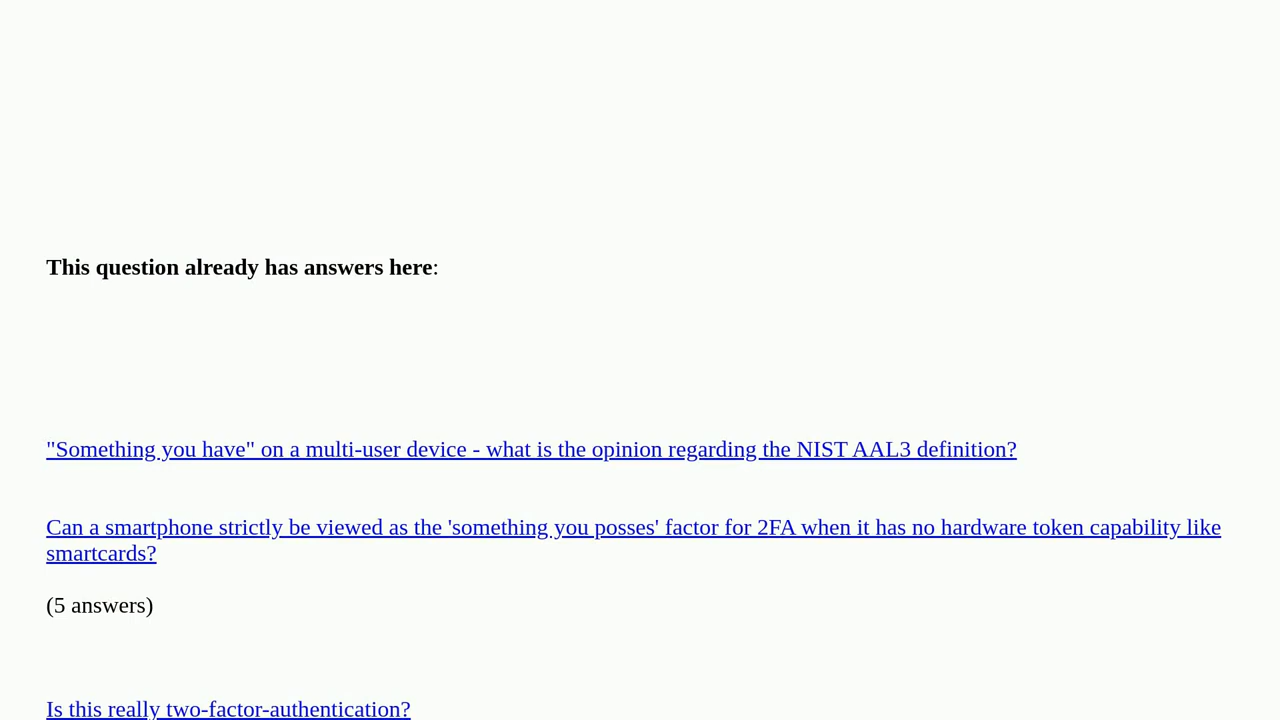 This question already has answers here:
"Something you have" on a multi-user device - what is the opinion regarding the NIST AAL3 definition?
Can a smartphone strictly be viewed as the 'something you posses' factor for 2FA when it has no hardware token capability like
smartcards?
(5 answers)
Is this really two-factor-authentication?